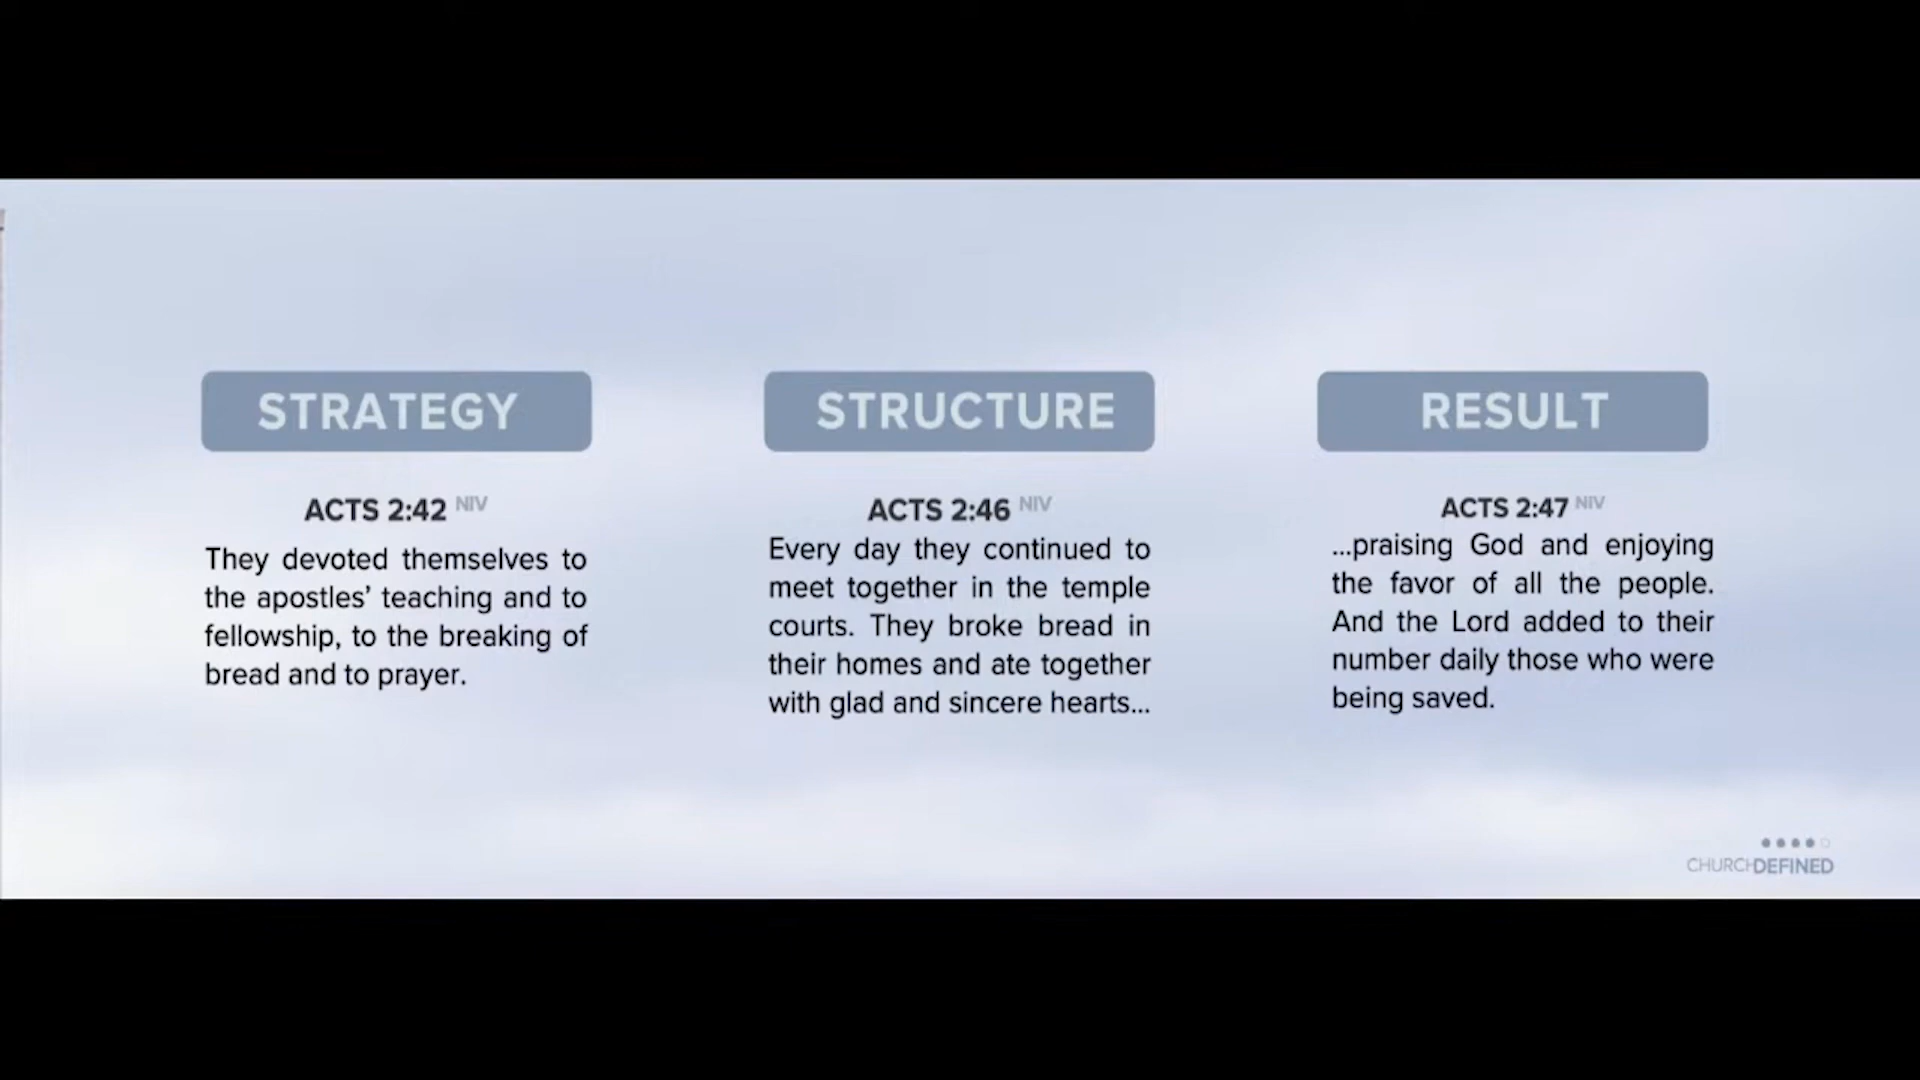 STRATEGY
ACTS 2:42 NIV
They devoted themselves to
the apostles’ teaching and to
fellowship, to the breaking of
bread and to prayer.
STRUCTURE
ACTS 2:46 NIV
Every day they continued to
meet together in the temple
courts. They broke bread in
their homes and ate together
with glad and sincere hearts...
RESULT
ACTS 2:47 NIV
...praising God and enjoying
the favor of all the people.
And the Lord added to their
number daily those who were
being saved.
CHURCHDEFINED